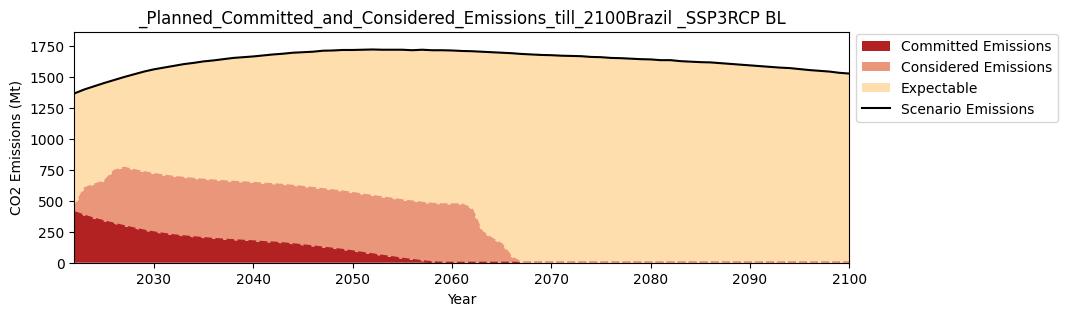 _Planned_Committed_and_Considered_Emissions_till_2100Brazil _SSP3RCP BL
CO2 Emissions (Mt)
1750
1500
1250
1000
750
500
250
0
2030 2040 2050 2060 2070 2080 2090 2100
Year
Committed Emissions
Considered Emissions
Expectable
Scenario Emissions